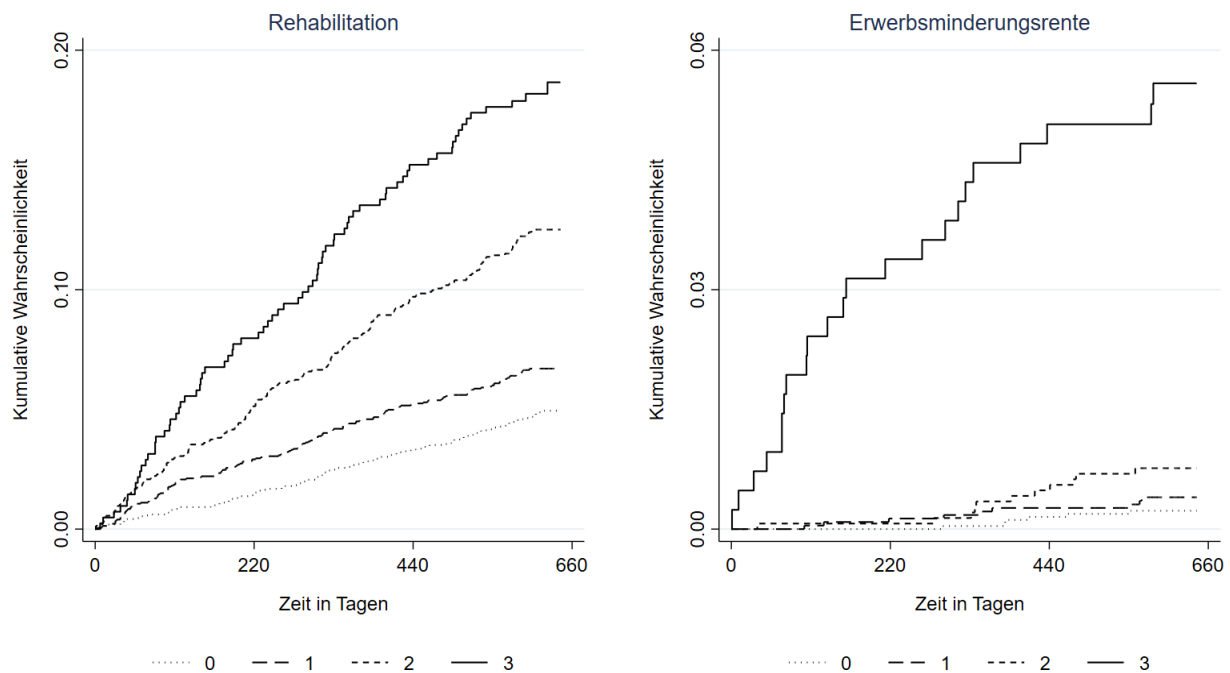 Rehabilitation
Kumulative Wahrscheinlichkeit
0.20
0.10
0.00
0 220 440 660
Zeit in Tagen
0 1 2 3
Erwerbsminderungsrente
Kumulative Wahrscheinlichkeit
0.06
0.03
0.00
0 220 440 660
Zeit in Tagen
0 1 2 3